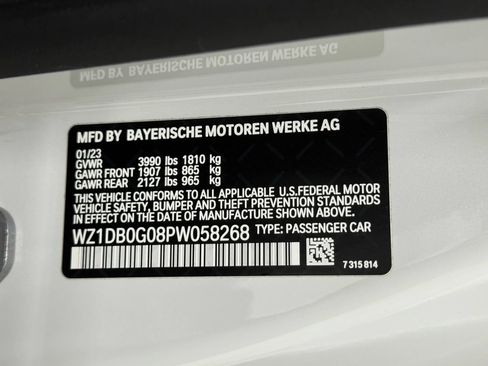 MFD BY BAYERISCHE MOTOREN WERKE AG
MFD BY BAYERISCHE MOTOREN WERKE AG
01/23
GVWR 3990 lbs 1810 kg
GAWR FRONT 1907 lbs 865 kg
GAWR REAR 2127 lbs 965 kg
THIS VEHICLE CONFORMS TO ALL APPLICABLE U.S.FEDERAL MOTOR
VEHICLE SAFETY, BUMPER AND THEFT PREVENTION
STANDARDS IN EFFECT ON THE DATE OF MANUFACTURE SHOWN ABOVE.
WZ1DB0G08PW058268 TYPE: PASSENGER CAR
7 315 814